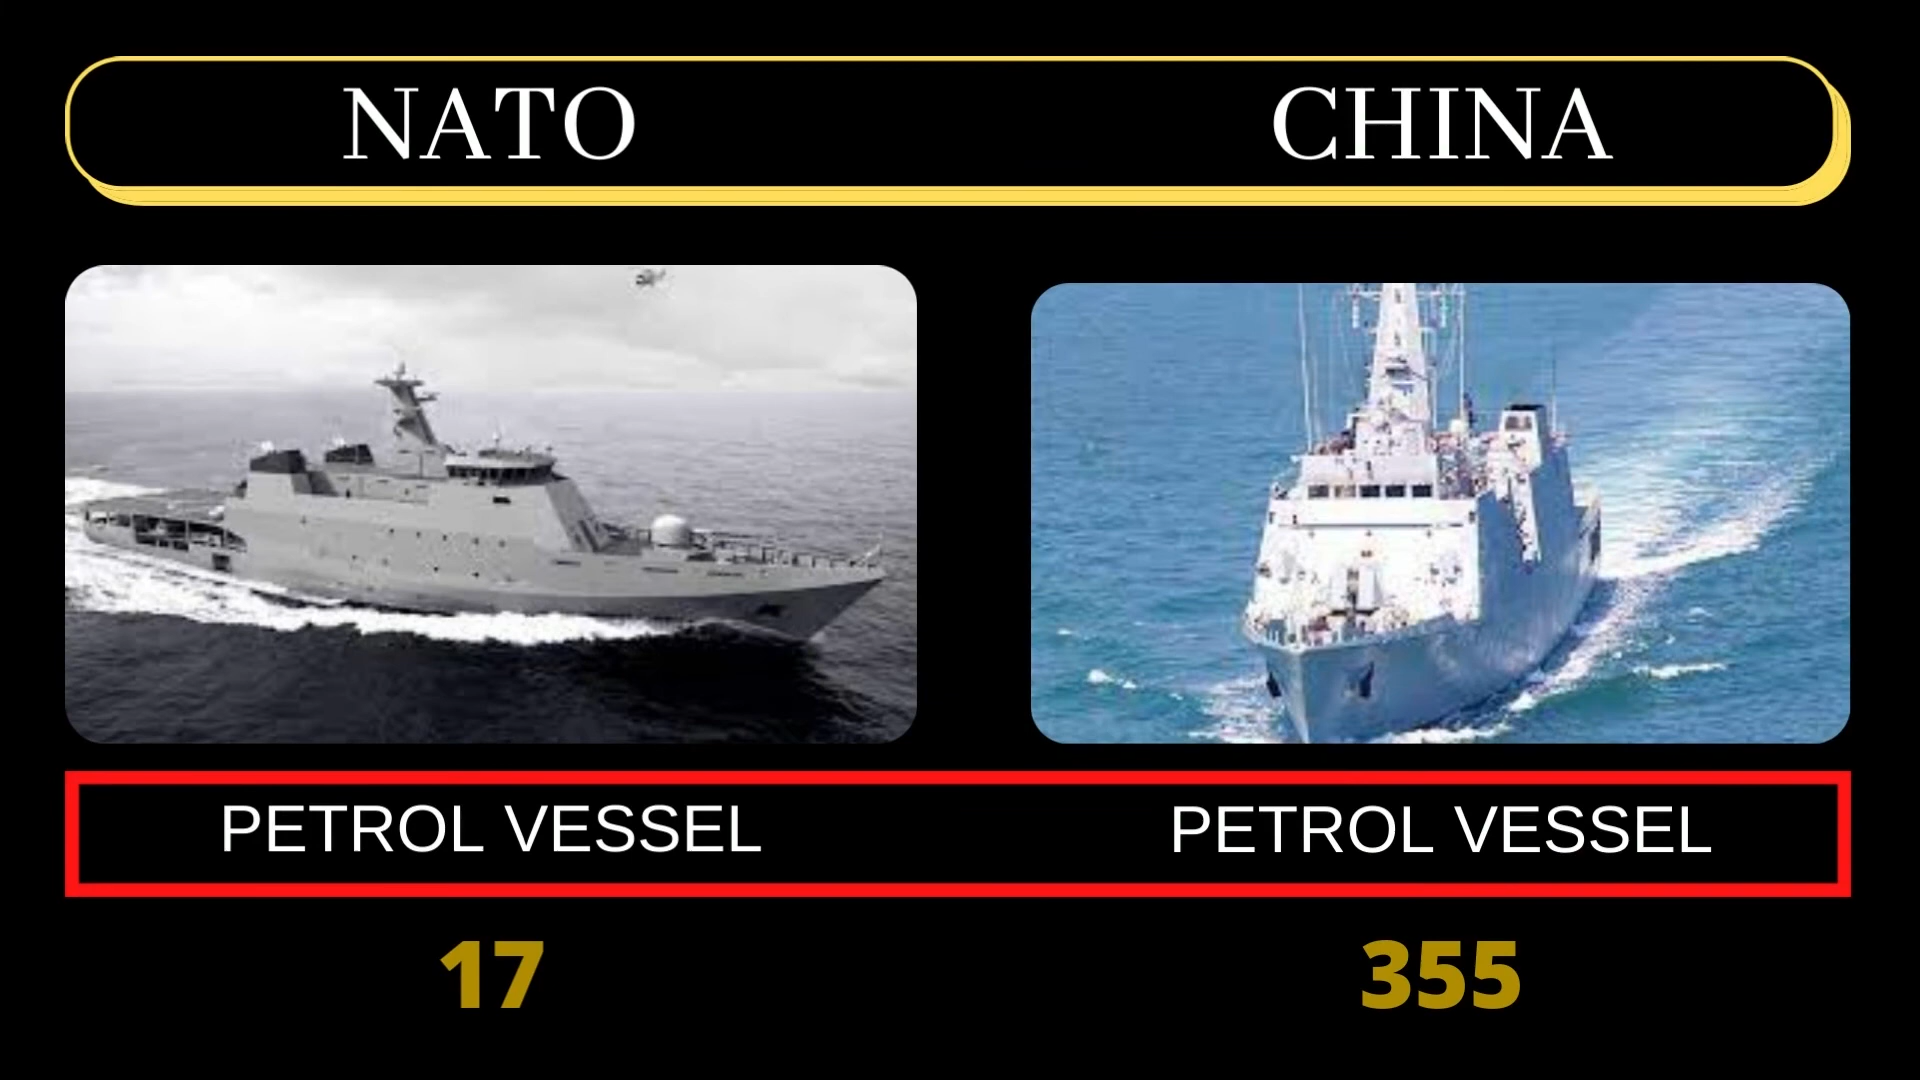 NATO
CHINA
PETROL VESSEL
PETROL VESSEL
17
355